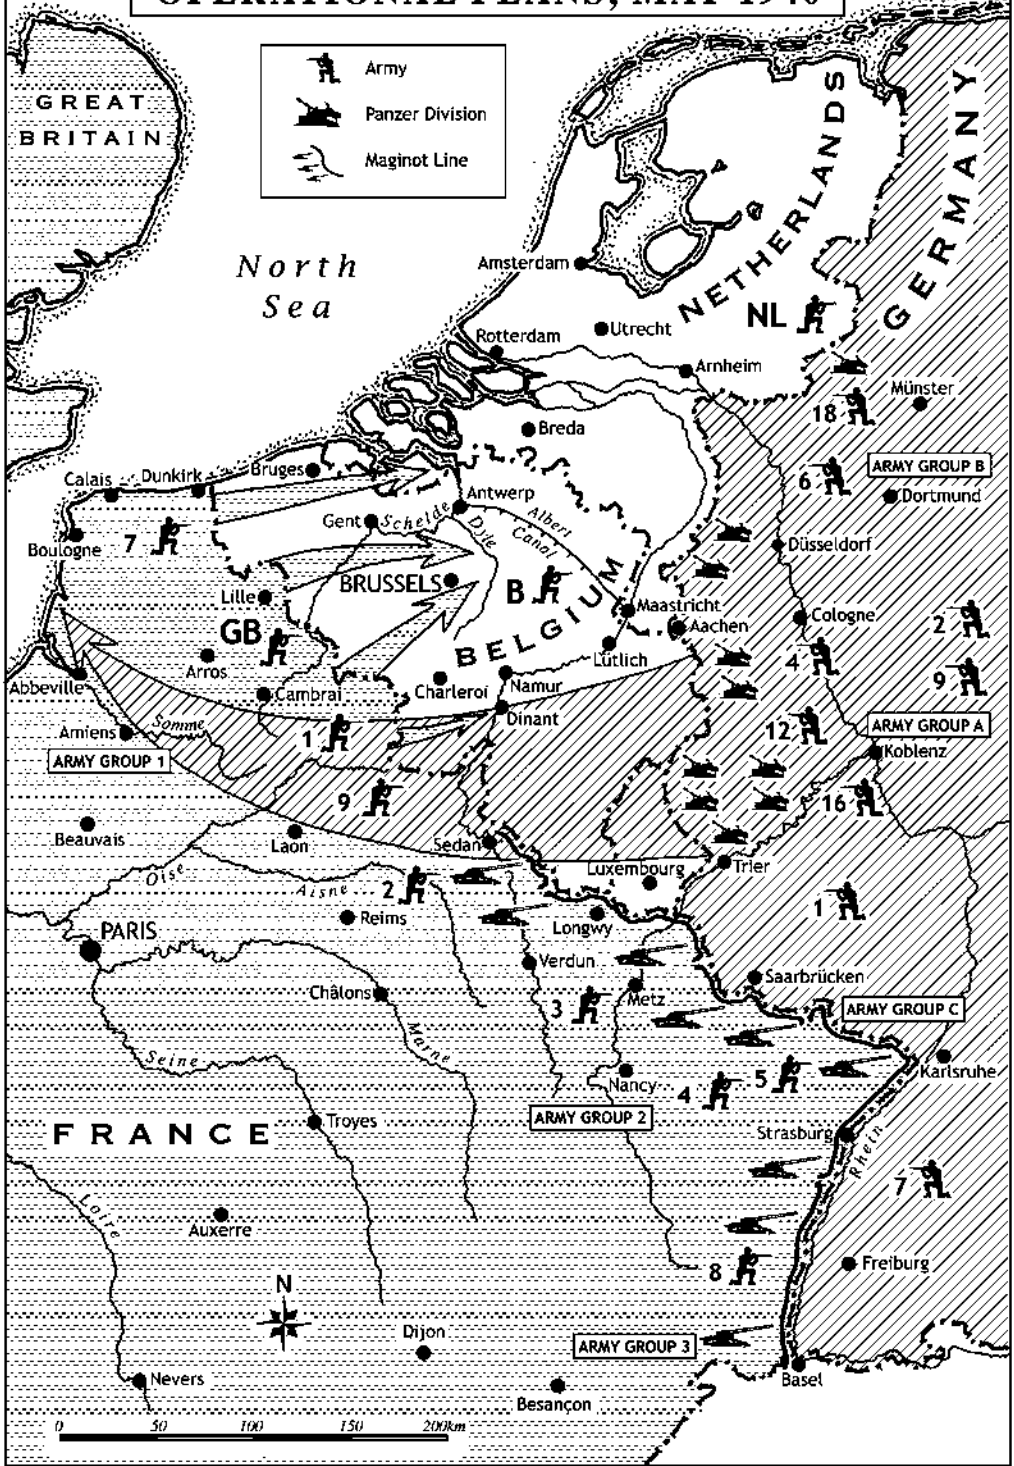 OPERATIONAL PLANS, MAY 1940
Army
Panzer Division
Maginot Line
GREAT
BRITAIN
North
Sea
NETHERLANDS
GERMANY
Amsterdam
NL
Utrecht
Rotterdam
Arnheim
Münster
18
Breda
ARMY GROUP B
6
Dortmund
Calais
Dunkirk
Bruges
Antwerp
Gent
Schelde
Dyle
Albert
Canal
7
Boulogne
Düsseldorf
BRUSSELS
B
BELGIUM
Lille
GB
Maastricht
Aachen
Cologne
2
Arros
Lütlich
4
9
Abbeville
Cambrai
Charleroi
Namur
Dinant
Amiens
Somme
1
12
ARMY GROUP A
Koblenz
ARMY GROUP 1
9
16
Beauvais
Laon
Sedan
Luxembourg
Trier
Oise
Aisne
2
Reims
Longwy
1
PARIS
Verdun
Saarbrücken
Châlons
3
Metz
ARMY GROUP C
Marne
Seine
Nancy
4
5
Karlsruhe
ARMY GROUP 2
FRANCE
Troyes
Strasburg
Rhein
7
Loire
Auxerre
8
Freiburg
N
Dijon
ARMY GROUP 3
Nevers
Basel
Besançon
0 50 100 150 200km